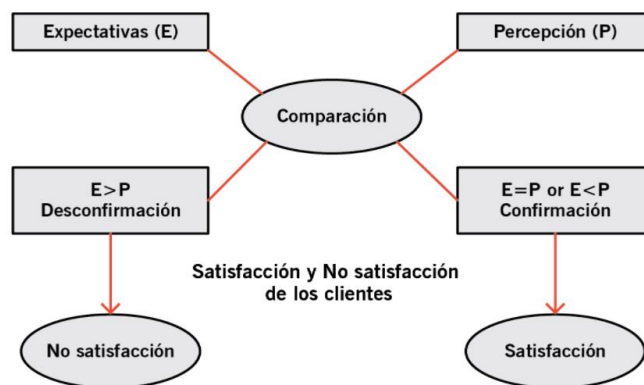 Expectativas (E)
Percepción (P)
Comparación
E>P
Desconfirmación
E=P or E<P
Confirmación
Satisfacción y No satisfacción
de los clientes
No satisfacción
Satisfacción